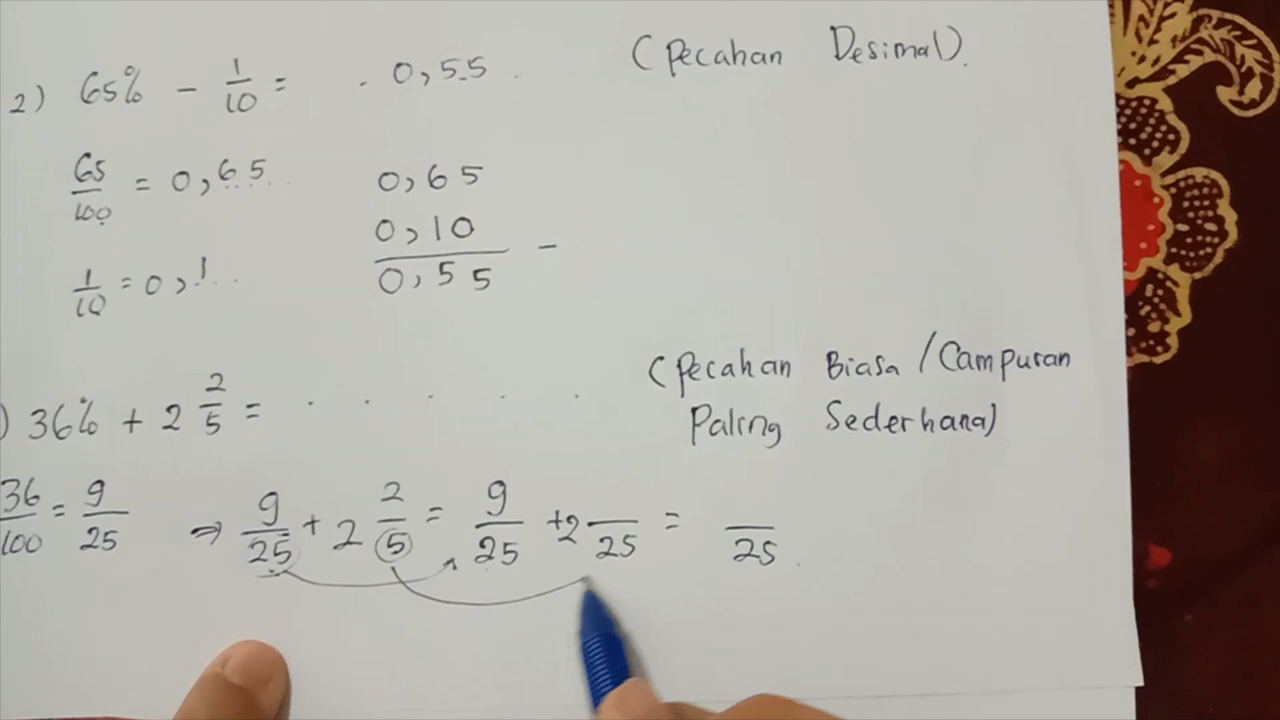 2) 65% - 1/10 = . 0,55 . (Pecahan Desimal).
65/100 = 0,65
0,65
1/10 = 0,1
0,10 -
0,55
) 36% + 2 2/5 = . . . . . (Pecahan Biasa / Campuran
Paling Sederhana)
36/100 = 9/25 ⇒ 9/25 + 2 2/5 = 9/25 + 2 /25 = /25 .